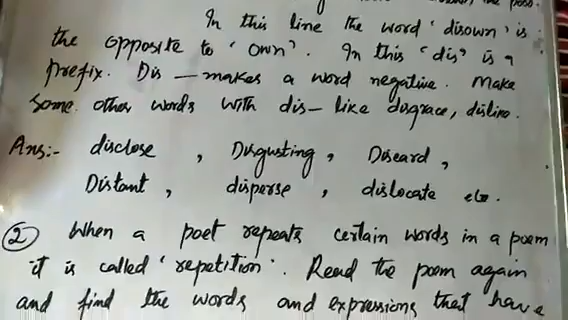 In this line the word 'disown' is
the opposite to 'own'. In this 'dis' is a
prefix. Dis — makes a word negative. Make
some other words with dis- like disgrace,
Ans:- disclose, Disgusting, Discard,
Distant, disperse, dislocate etc.
② When a poet repeats certain words in a poem
it is called 'repetition'. Read the poem again
and find the words and expressions that have